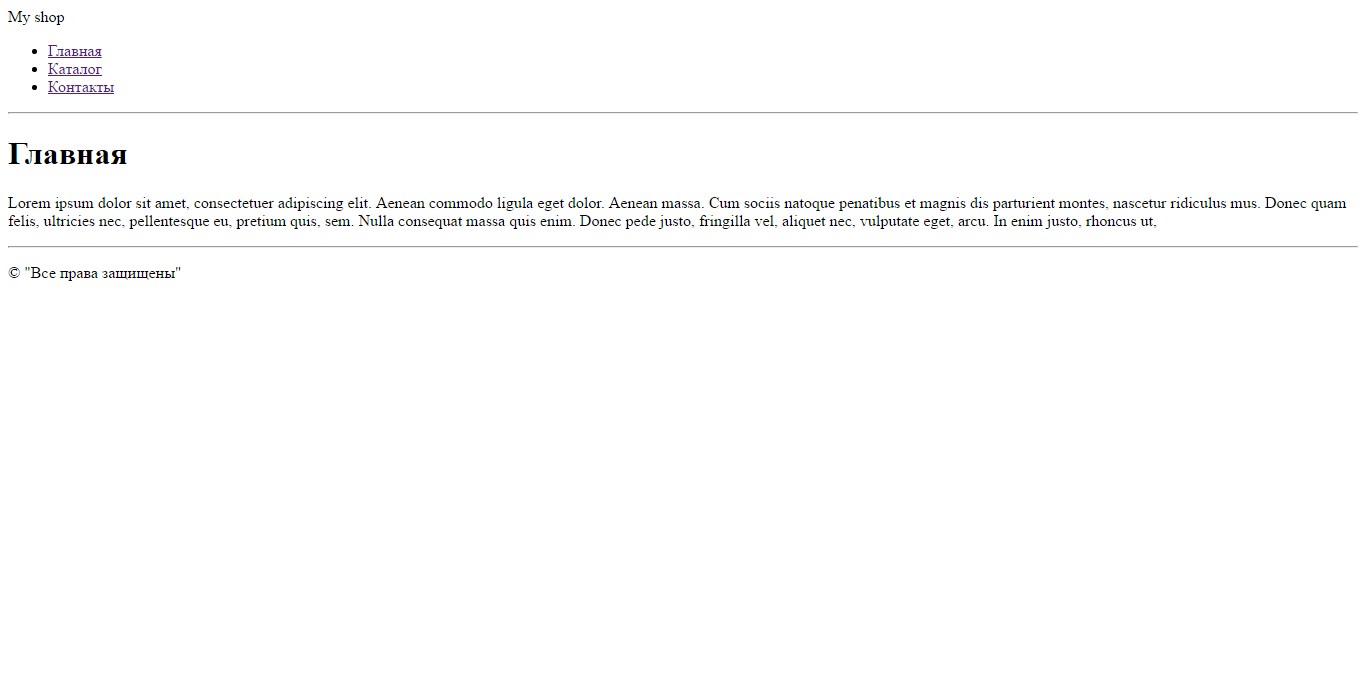 My shop
Главная
Каталог
Контакты
Главная
Lorem ipsum dolor sit amet, consectetuer adipiscing elit. Aenean commodo ligula eget dolor. Aenean massa. Cum sociis natoque penatibus et magnis dis parturient montes, nascetur ridiculus mus. Donec quam
felis, ultricies nec, pellentesque eu, pretium quis, sem. Nulla consequat massa quis enim. Donec pede justo, fringilla vel, aliquet nec, vulputate eget, arcu. In enim justo, rhoncus ut,
© "Все права защищены"